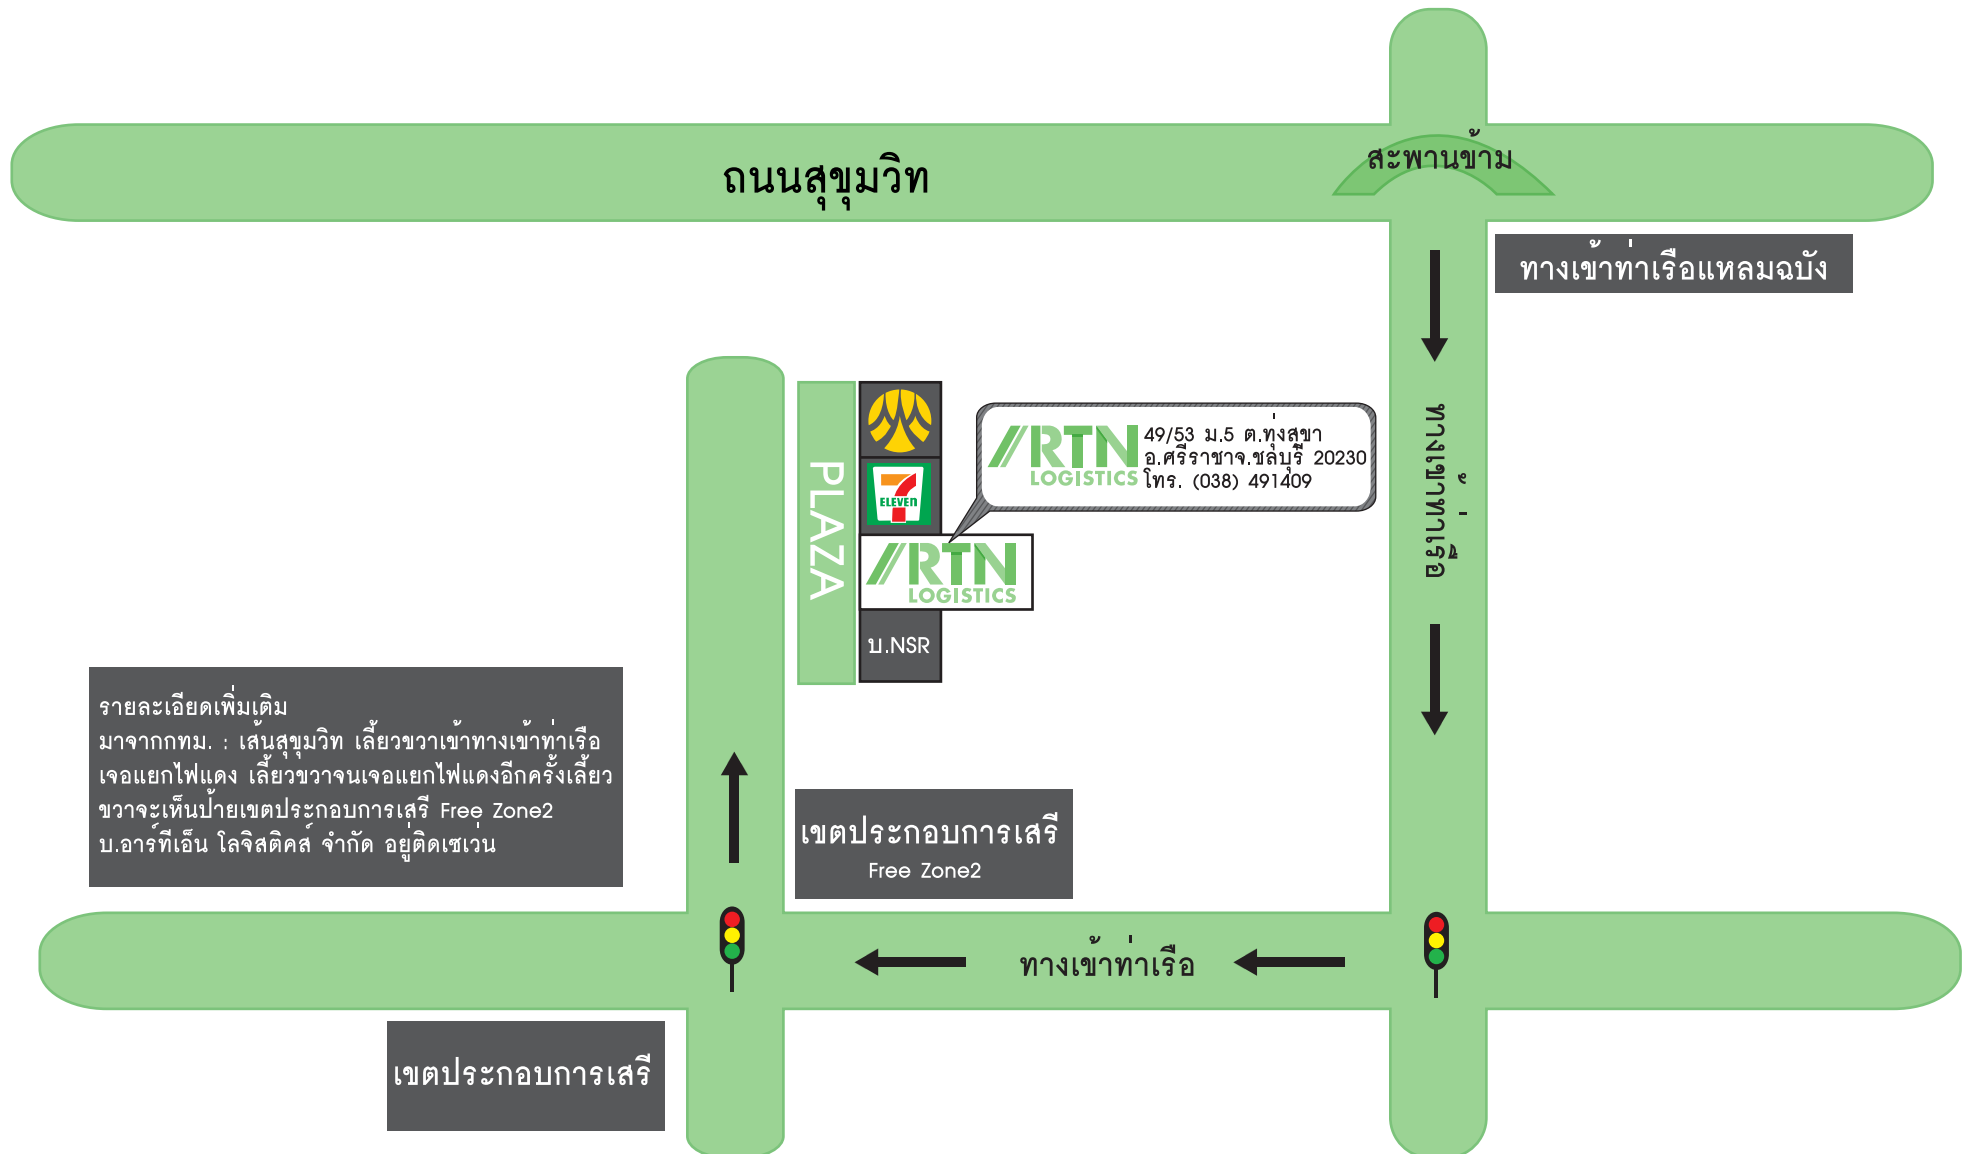 สะพานข้าม
ถนนสุขุมวิท
ทางเข้าท่าเรือแหลมฉบัง
ทางเข้าท่าเรือ
RTN
LOGISTICS
49/53 ม.5 ต.ทุ่งสุขา
อ.ศรีราชาจ.ชลบุรี 20230
โทร. (038) 491409
PLAZA
7
ELEVEN
RTN
LOGISTICS
บ.NSR
รายละเอียดเพิ่มเติม
มาจากกทม. : เส้นสุขุมวิท เลี้ยวขวาเข้าทางเข้าท่าเรือ
เจอแยกไฟแดง เลี้ยวขวาจนเจอแยกไฟแดงอีกครั้งเลี้ยว
ขวาจะเห็นป้ายเขตประกอบการเสรี Free Zone2
บ.อาร์ทีเอ็น โลจิสติคส์ จำกัด อยู่ติดเซเว่น
เขตประกอบการเสรี
Free Zone2
ทางเข้าท่าเรือ
เขตประกอบการเสรี